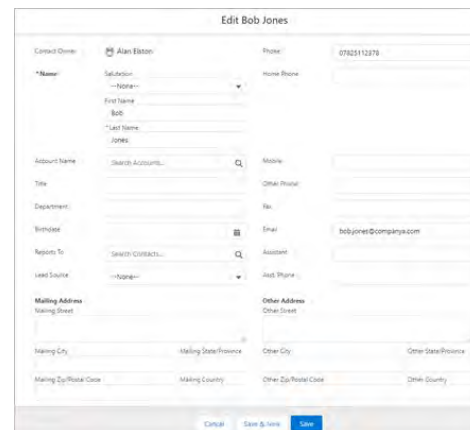 Edit Bob Jones
Contact Owner Alan Elston Phone 07925112378
*Name Salutation Home Phone
--None--
First Name
Bob
*Last Name
Jones
Account Name Search Accounts... Mobile
Title Other Phone
Department Fax
Birthdate Email bob.jones@companya.com
Reports To Search Contacts... Assistant
Lead Source --None-- Asst. Phone
Mailing Address Other Address
Mailing Street Other Street
Mailing City Mailing State/Province Other City Other State/Province
Mailing Zip/Postal Code Mailing Country Other Zip/Postal Code Other Country
Cancel Save & New Save